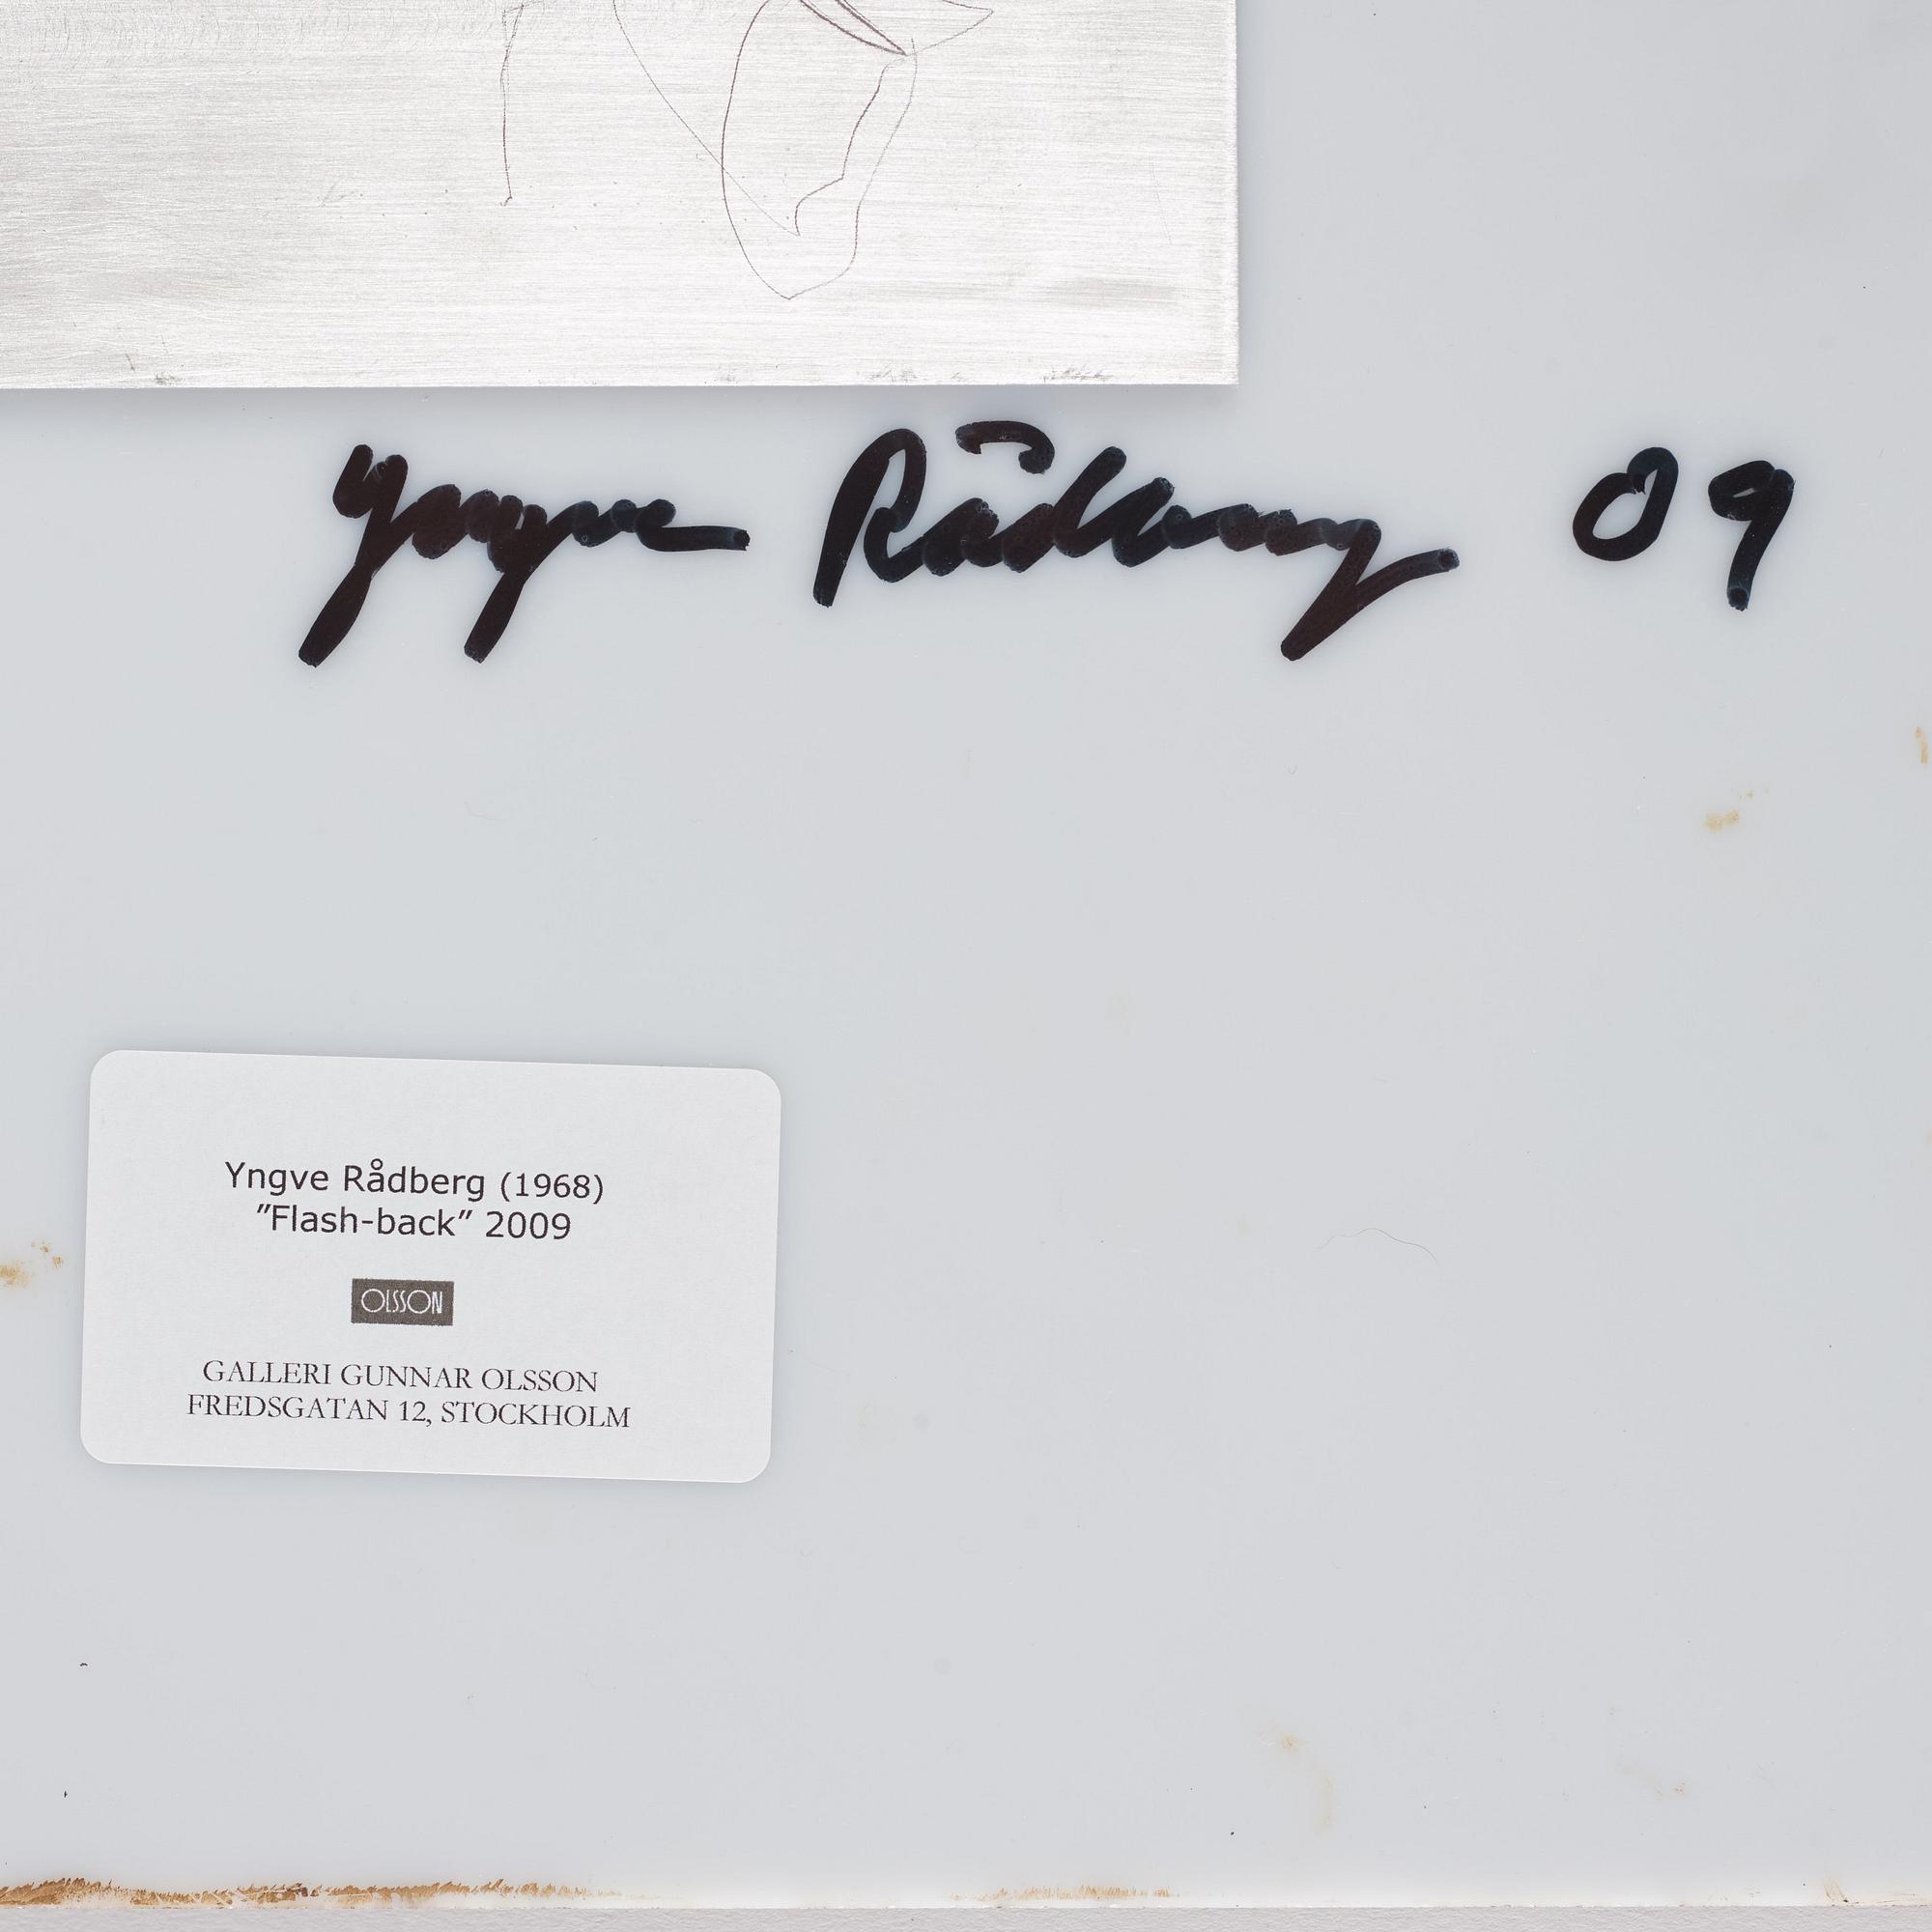 Yngve Rådberg 09
Yngve Rådberg (1968)
”Flash-back” 2009
OLSSON
GALLERI GUNNAR OLSSON
FREDSGATAN 12, STOCKHOLM